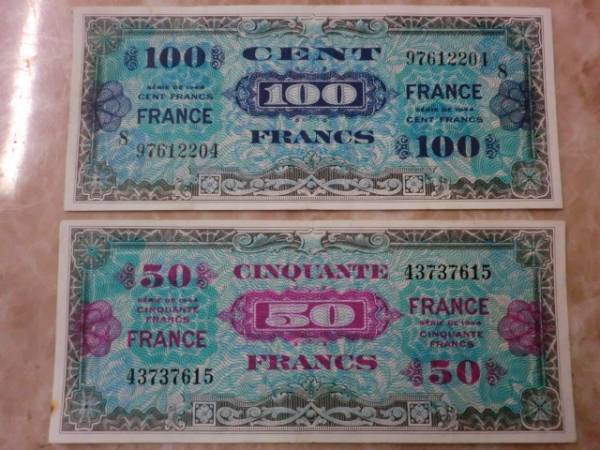 100
CENT
97612204
8
SÉRIE DE 1944
CENT FRANCS
FRANCE
100
FRANCE
SÉRIE DE 1944
CENT FRANCS
8
97612204
FRANCS
100
50
CINQUANTE
43737615
SÉRIE DE 1944
CINQUANTE
FRANCS
FRANCE
50
FRANCE
SÉRIE DE 1944
CINQUANTE
FRANCS
43737615
FRANCS
50